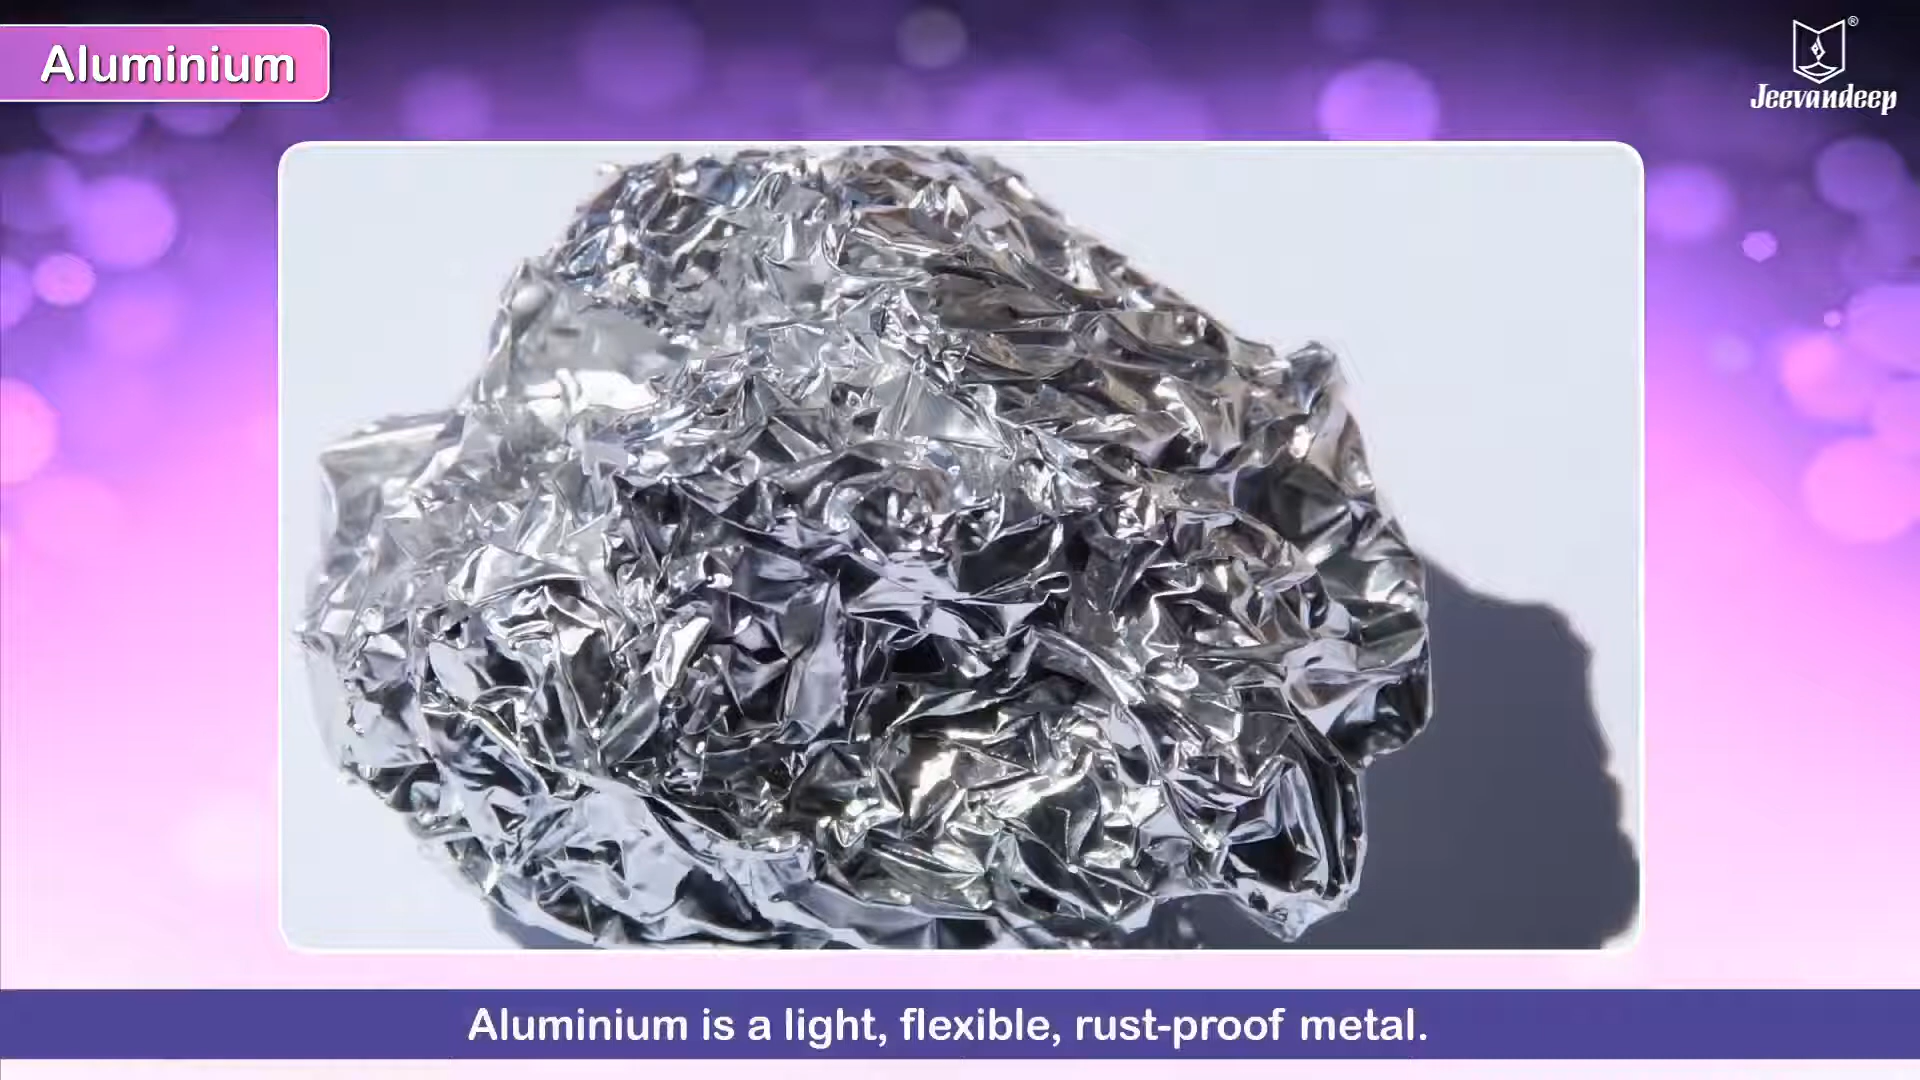 Aluminium
®
Jeevandeep
Aluminium is a light, flexible, rust-proof metal.